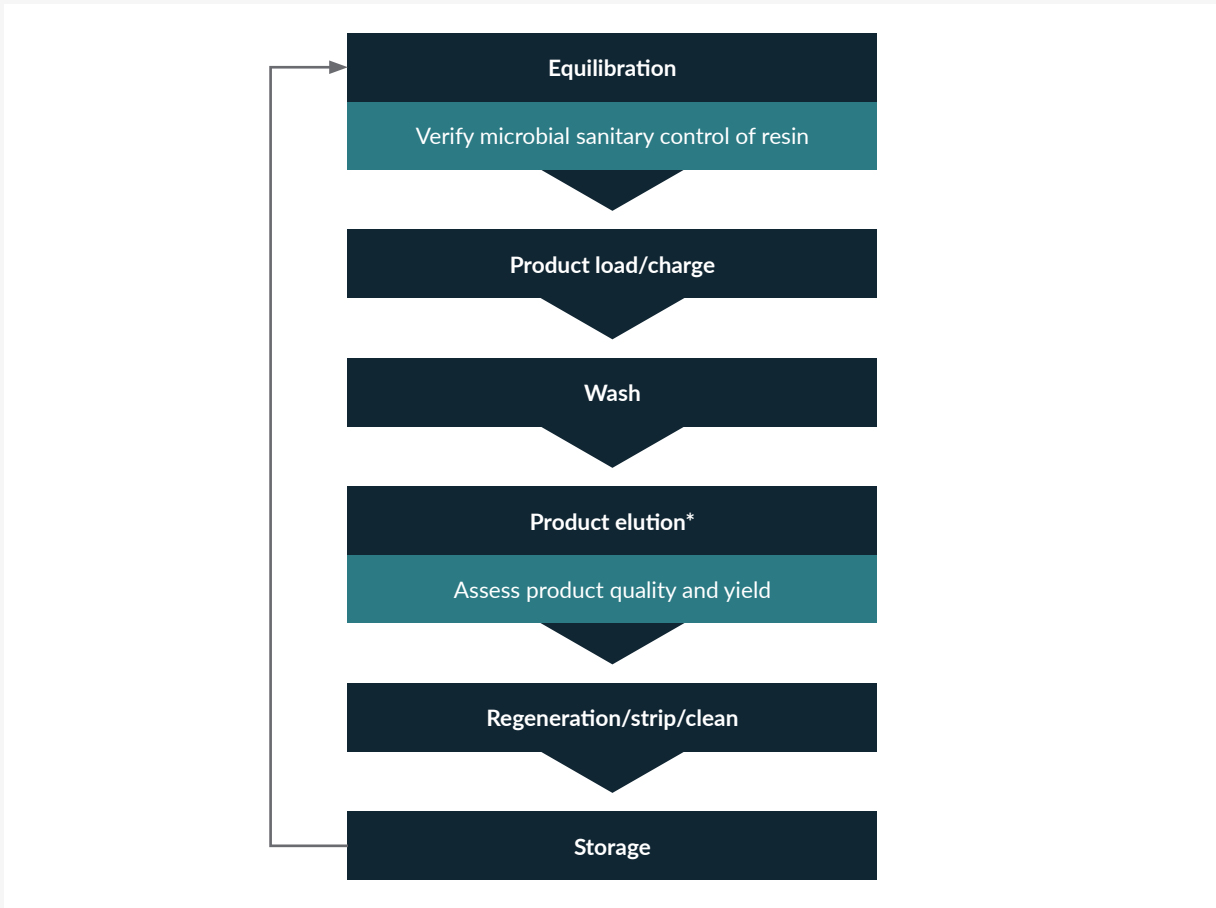 Equilibration
Verify microbial sanitary control of resin
Product load/charge
Wash
Product elution*
Assess product quality and yield
Regeneration/strip/clean
Storage